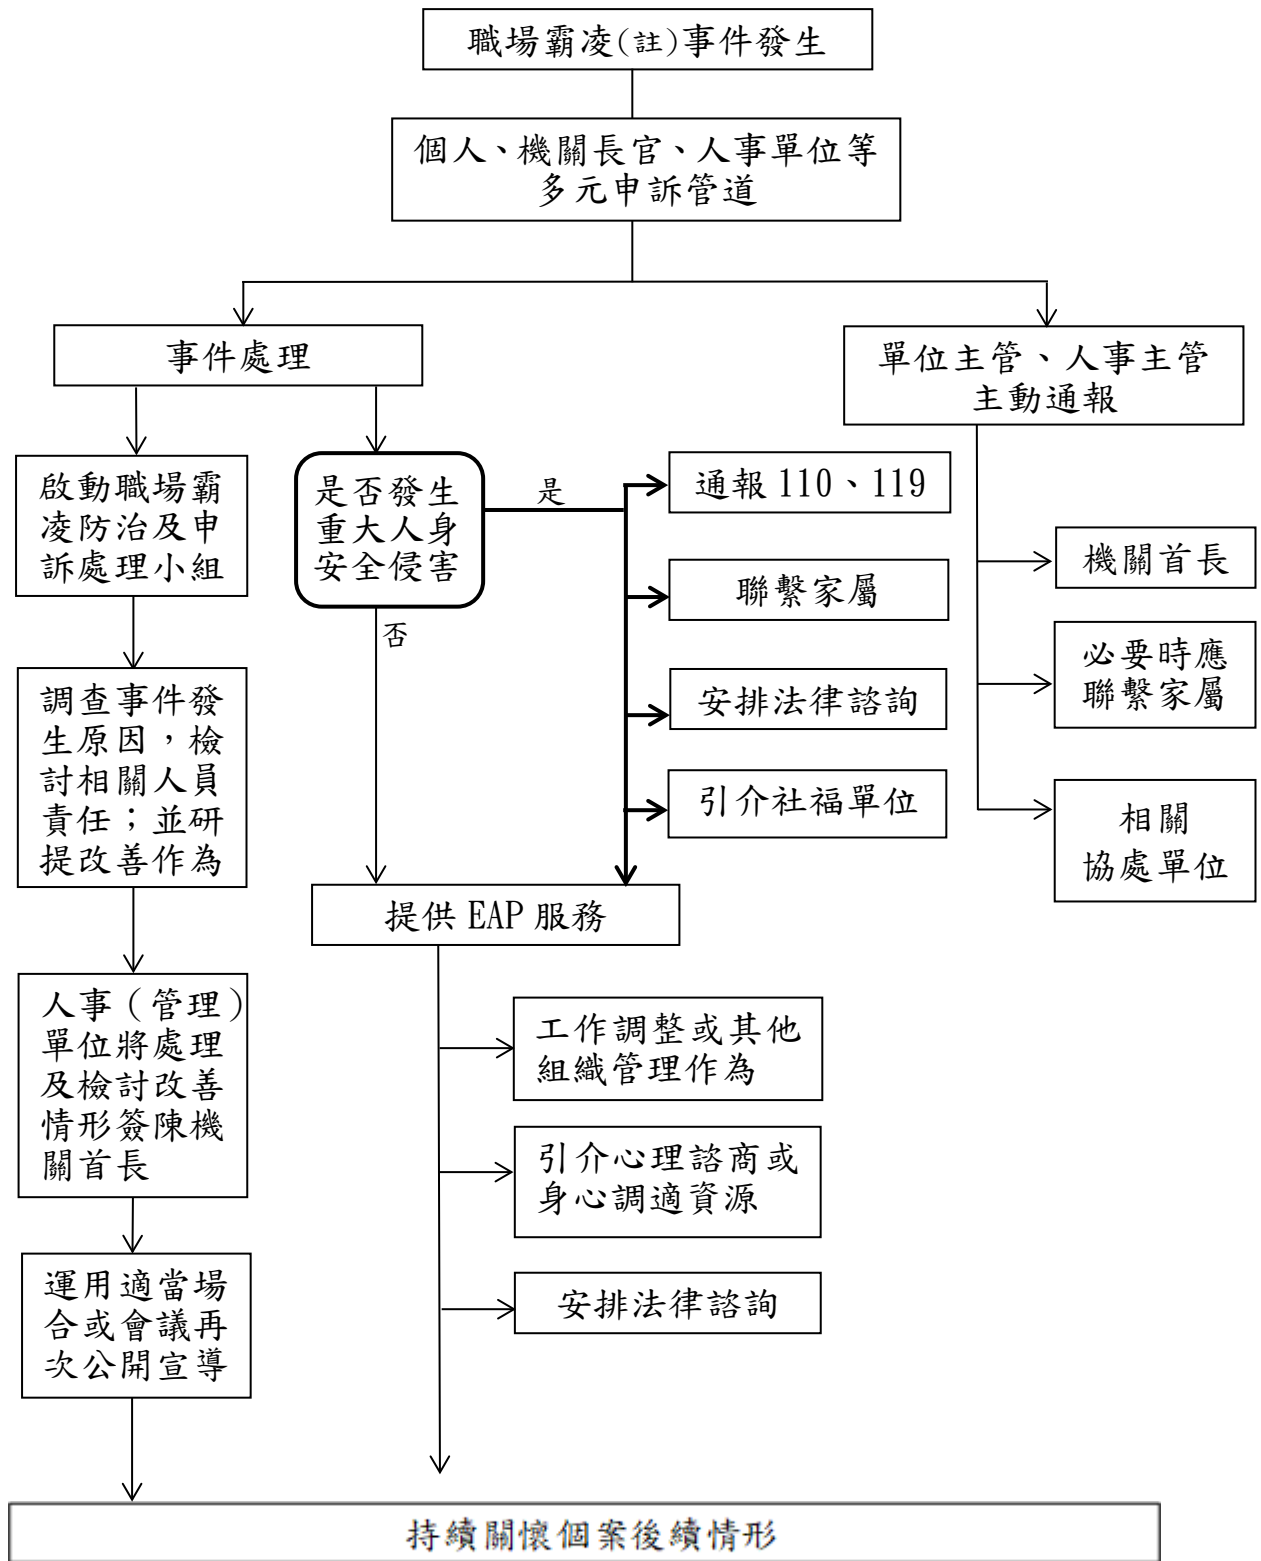 職場霸凌(註)事件發生
個人、機關長官、人事單位等
多元申訴管道
事件處理
單位主管、人事主管
主動通報
啟動職場霸
凌防治及申
訴處理小組
是否發生
重大人身
安全侵害
是
否
通報 110、119
聯繫家屬
安排法律諮詢
引介社福單位
機關首長
必要時應
聯繫家屬
相關
協處單位
調查事件發
生原因，檢
討相關人員
責任；並研
提改善作為
提供 EAP 服務
人事（管理）
單位將處理
及檢討改善
情形簽陳機
關首長
工作調整或其他
組織管理作為
引介心理諮商或
身心調適資源
安排法律諮詢
運用適當場
合或會議再
次公開宣導
持續關懷個案後續情形